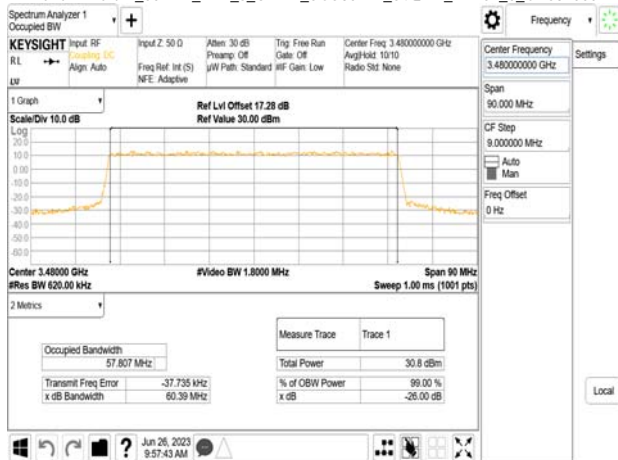 Spectrum Analyzer 1
Occupied BW
Frequency
KEYSIGHT
RL
Input: RF
Coupling: DC
Align: Auto
Input Z: 50 Ω
Freq Ref: Int (S)
NFE: Adaptive
Atten: 30 dB
Preamp: Off
µW Path: Standard
Trig: Free Run
Gate: Off
#IF Gain: Low
Center Freq: 3.480000000 GHz
Avg|Hold: 10/10
Radio Std: None
Center Frequency
3.480000000 GHz
Settings
Span
90.000 MHz
CF Step
9.000000 MHz
Auto
Man
Freq Offset
0 Hz
Local
1 Graph
Scale/Div 10.0 dB
Ref Lvl Offset 17.28 dB
Ref Value 30.00 dBm
Log
20.0
10.0
0.00
-10.0
-20.0
-30.0
-40.0
-50.0
-60.0
Center 3.48000 GHz
#Video BW 1.8000 MHz
Span 90 MHz
#Res BW 620.00 kHz
Sweep 1.00 ms (1001 pts)
2 Metrics
Measure Trace
Trace 1
Occupied Bandwidth
57.807 MHz
Total Power
30.8 dBm
Transmit Freq Error
-37.735 kHz
% of OBW Power
99.00 %
x dB Bandwidth
60.39 MHz
x dB
-26.00 dB
Jun 26, 2023
9:57:43 AM